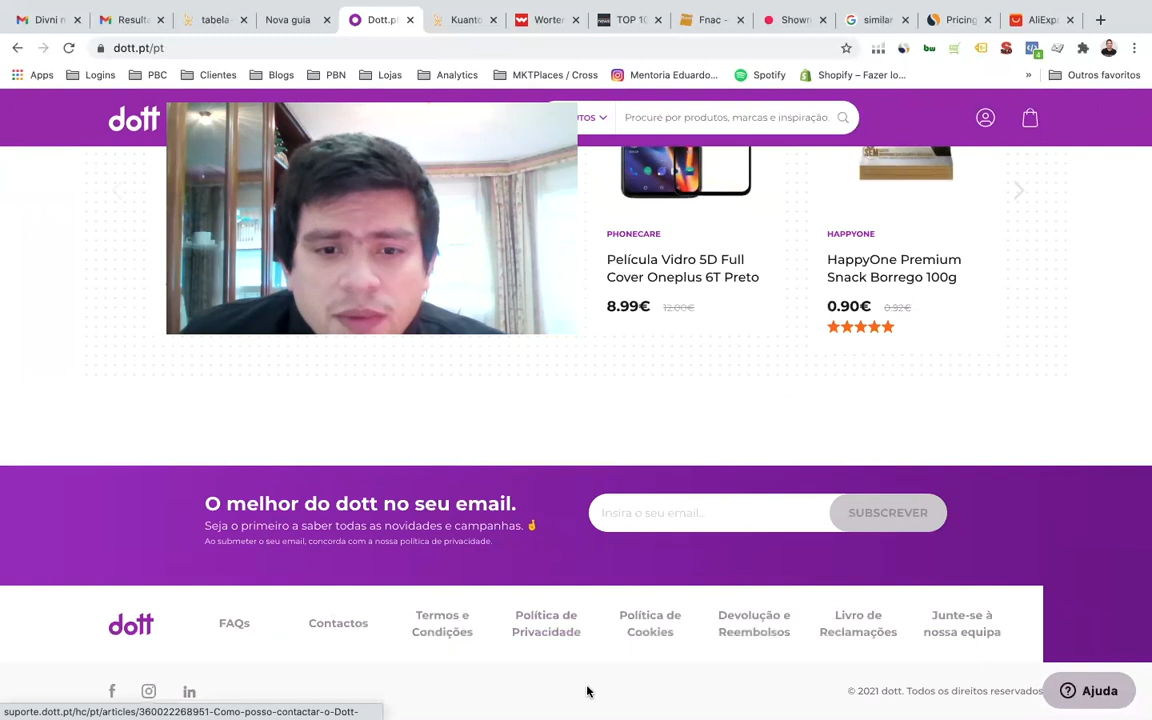 Divni n
Resulta
tabela
Nova guia
Dott.p
Kuanto
Worter
TOP 10
Fnac -
Shown
similar
Pricing
AliExp
dott.pt/pt
Apps
Logins
PBC
Clientes
Blogs
PBN
Lojas
Analytics
MKTPlaces / Cross
Mentoria Eduardo...
Spotify
Shopify – Fazer lo...
»
Outros favoritos
dott
UTOS
Procure por produtos, marcas e inspiração.
PHONECARE
Película Vidro 5D Full
Cover Oneplus 6T Preto
8.99€ 12.00€
HAPPYONE
HappyOne Premium
Snack Borrego 100g
0.90€ 0.92€
O melhor do dott no seu email.
Seja o primeiro a saber todas as novidades e campanhas. 🤞
Ao submeter o seu email, concorda com a nossa política de privacidade.
Insira o seu email...
SUBSCREVER
dott
FAQs
Contactos
Termos e
Condições
Política de
Privacidade
Política de
Cookies
Devolução e
Reembolsos
Livro de
Reclamações
Junte-se à
nossa equipa
© 2021 dott. Todos os direitos reservados
Ajuda
suporte.dott.pt/hc/pt/articles/360022268951-Como-posso-contactar-o-Dott-